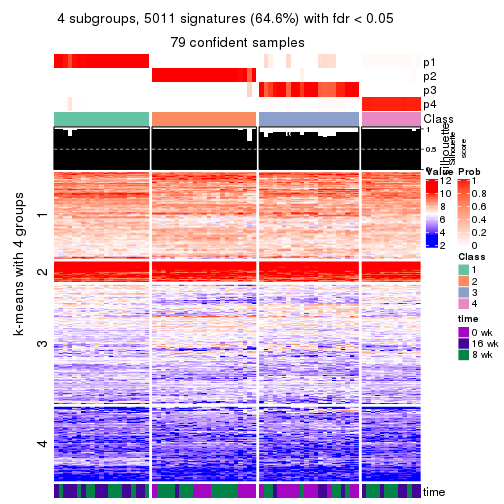 4 subgroups, 5011 signatures (64.6%) with fdr < 0.05
79 confident samples
p1
p2
p3
p4
Class
Silhouette
score
1
0.5
0
k-means with 4 groups
1
2
3
4
Value
12
10
8
6
4
2
Prob
1
0.8
0.6
0.4
0.2
0
Class
1
2
3
4
time
0 wk
16 wk
8 wk
time